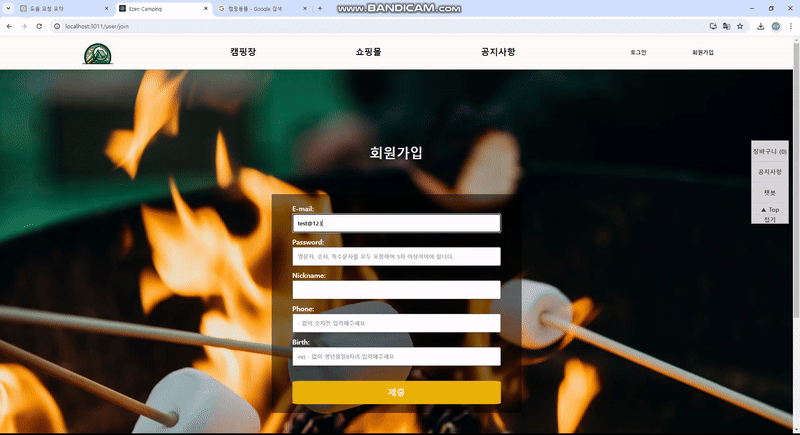 도움 요청 요약
Ezen Camping
캠핑용품 - Google 검색
www.BANDICAM.com
localhost:3011/user/join
캠핑장
쇼핑몰
공지사항
로그인
회원가입
회원가입
E-mail:
test@123
Password:
영문자, 숫자, 특수문자를 모두 포함하여 5자 이상이어야 합니다.
Nickname:
Phone:
- 없이 숫자만 입력해주세요
Birth:
ex) - 없이 생년월일8자리 입력해주세요
제출
장바구니 (0)
공지사항
챗봇
▲ Top
접기